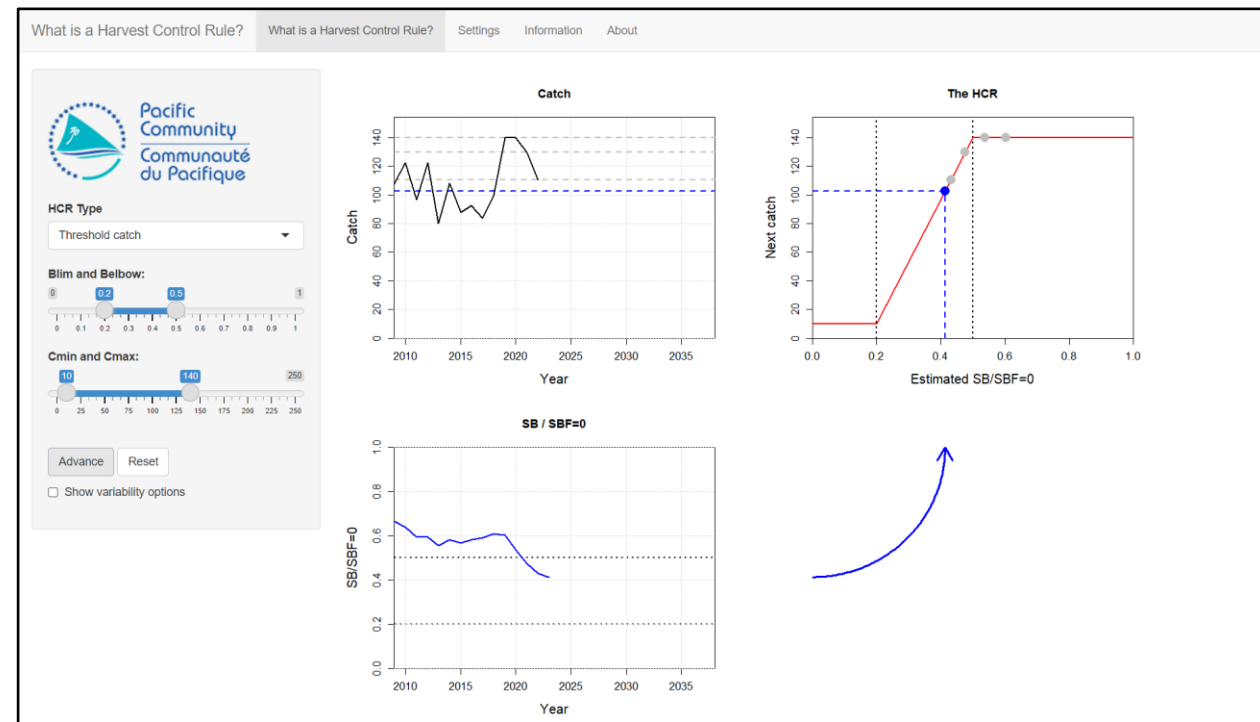 What is a Harvest Control Rule? What is a Harvest Control Rule? Settings Information About
Pacific
Community
Communauté
du Pacifique
HCR Type
Threshold catch
Blim and Belbow:
0 0.2 0.5 1
0 0.1 0.2 0.3 0.4 0.5 0.6 0.7 0.8 0.9 1
Cmin and Cmax:
10 140 250
0 25 50 75 100 125 150 175 200 225 250
Advance Reset
Show variability options
Catch
Catch
0 20 40 60 80 100 120 140
2010 2015 2020 2025 2030 2035
Year
The HCR
Next catch
0 20 40 60 80 100 120 140
0.0 0.2 0.4 0.6 0.8 1.0
Estimated SB/SBF=0
SB / SBF=0
SB/SBF=0
0.0 0.2 0.4 0.6 0.8 1.0
2010 2015 2020 2025 2030 2035
Year